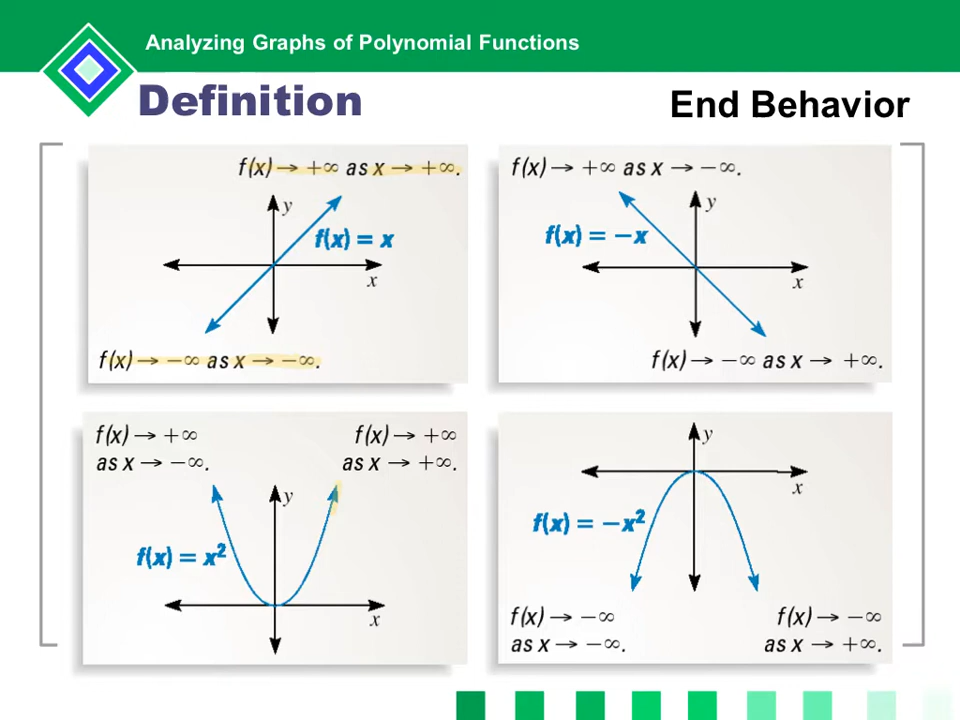 Analyzing Graphs of Polynomial Functions
Definition
End Behavior
f(x) → +∞ as x → +∞.
y
f(x) = x
x
f(x) → −∞ as x → −∞.
f(x) → +∞ as x → −∞.
y
f(x) = −x
x
f(x) → −∞ as x → +∞.
f(x) → +∞
as x → −∞.
f(x) → +∞
as x → +∞.
y
f(x) = x²
x
y
x
f(x) = −x²
f(x) → −∞
as x → −∞.
f(x) → −∞
as x → +∞.